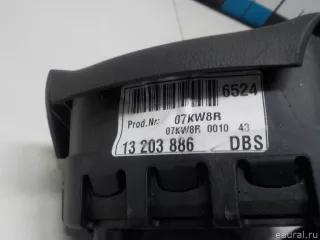 6524
Prod.Nr: 07KW8R
07KW8R 0010 43
13 203 886 DBS
eaural.ru